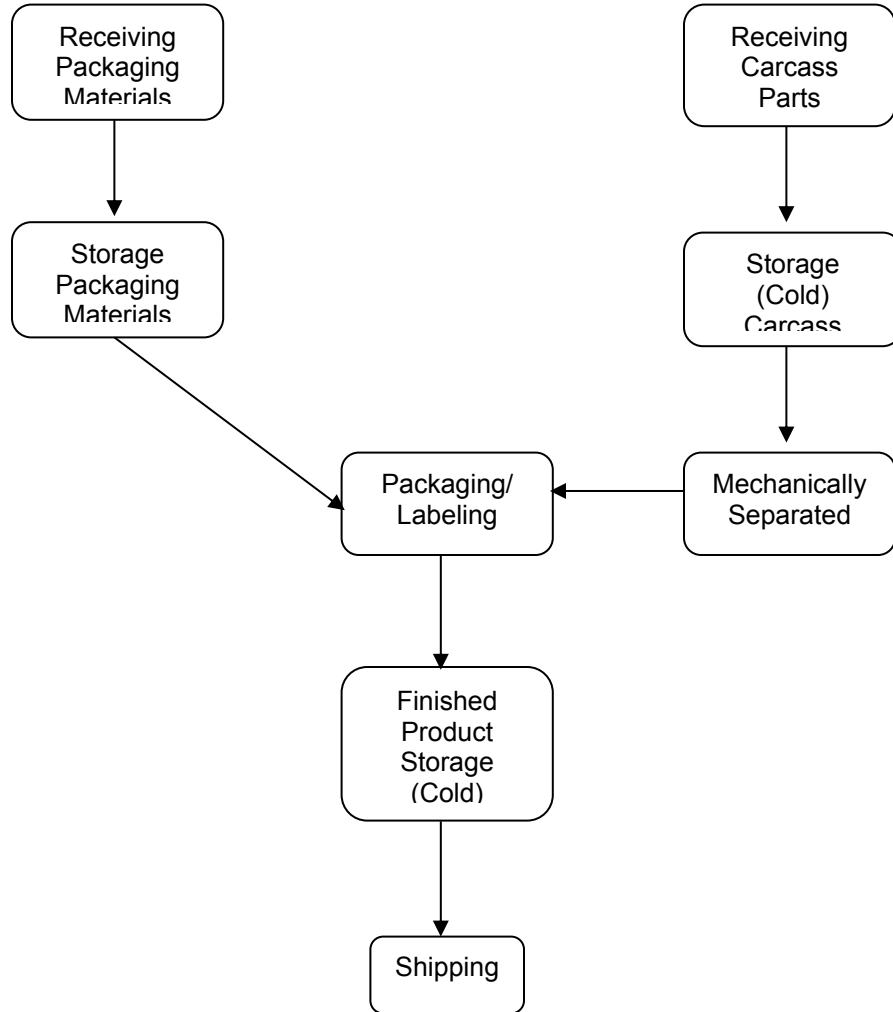 Receiving
Packaging
Materials
Receiving
Carcass
Parts
Storage
Packaging
Materials
Storage
(Cold)
Carcass
Packaging/
Labeling
Mechanically
Separated
Finished
Product
Storage
(Cold)
Shipping